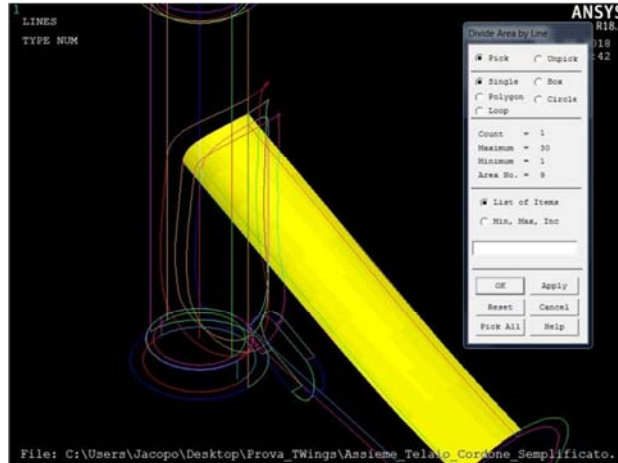 1
LINES
TYPE NUM
ANSYS
R18.
2018
:42
Divide Area by Line
Pick Unpick
Single Box
Polygon Circle
Loop
Count = 1
Maximum = 30
Minimum = 1
Area No. = 9
List of Items
Min, Max, Inc
OK Apply
Reset Cancel
Pick All Help
File: C:\Users\Jacopo\Desktop\Prova_TWings\Assieme_Telaio_Cordone_Semplificato.